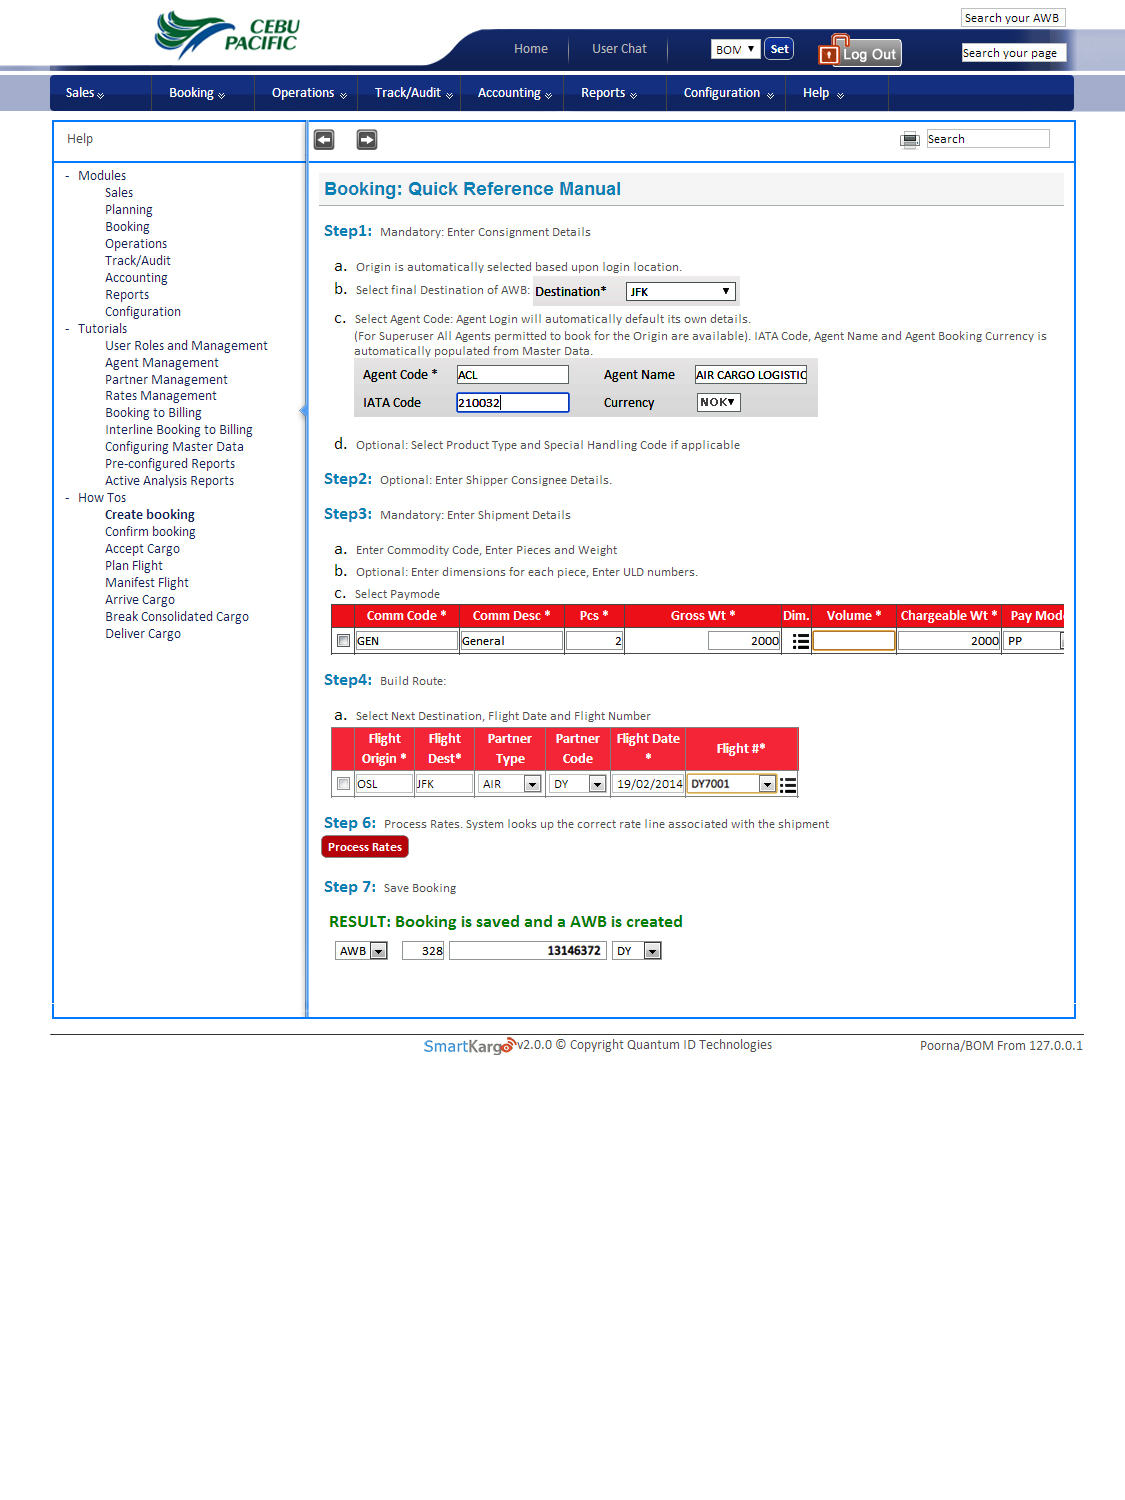 CEBU
PACIFIC
Search your AWB
Home
User Chat
BOM
Set
Log Out
Search your page
Sales
Booking
Operations
Track/Audit
Accounting
Reports
Configuration
Help
Help
Search
- Modules
Sales
Planning
Booking
Operations
Track/Audit
Accounting
Reports
Configuration
- Tutorials
User Roles and Management
Agent Management
Partner Management
Rates Management
Booking to Billing
Interline Booking to Billing
Configuring Master Data
Pre-configured Reports
Active Analysis Reports
- How Tos
Create booking
Confirm booking
Accept Cargo
Plan Flight
Manifest Flight
Arrive Cargo
Break Consolidated Cargo
Deliver Cargo
Booking: Quick Reference Manual
Step1: Mandatory: Enter Consignment Details
a. Origin is automatically selected based upon login location.
b. Select final Destination of AWB: Destination* JFK
c. Select Agent Code: Agent Login will automatically default its own details.
(For Superuser All Agents permitted to book for the Origin are available). IATA Code, Agent Name and Agent Booking Currency is
automatically populated from Master Data.
Agent Code * ACL Agent Name AIR CARGO LOGISTIC
IATA Code 210032 Currency NOK
d. Optional: Select Product Type and Special Handling Code if applicable
Step2: Optional: Enter Shipper Consignee Details.
Step3: Mandatory: Enter Shipment Details
a. Enter Commodity Code, Enter Pieces and Weight
b. Optional: Enter dimensions for each piece, Enter ULD numbers.
c. Select Paymode
Comm Code * Comm Desc * Pcs * Gross Wt * Dim. Volume * Chargeable Wt * Pay Mod
GEN General 2 2000 2000 PP
Step4: Build Route:
a. Select Next Destination, Flight Date and Flight Number
Flight Origin * Flight Dest* Partner Type Partner Code Flight Date * Flight #*
OSL JFK AIR DY 19/02/2014 DY7001
Step 6: Process Rates. System looks up the correct rate line associated with the shipment
Process Rates
Step 7: Save Booking
RESULT: Booking is saved and a AWB is created
AWB 328 13146372 DY
SmartKargo v2.0.0 © Copyright Quantum ID Technologies
Poorna/BOM From 127.0.0.1